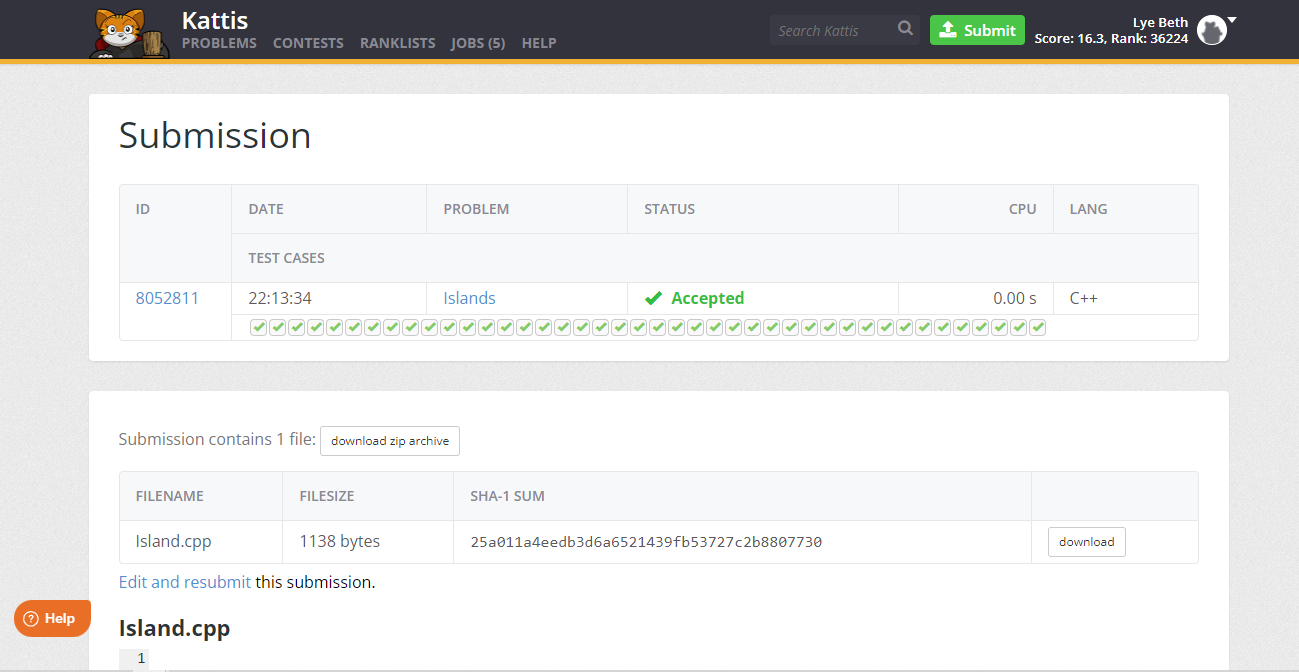 Kattis
PROBLEMS CONTESTS RANKLISTS JOBS (5) HELP
Search Kattis
Submit
Lye Beth
Score: 16.3, Rank: 36224
Submission
ID DATE PROBLEM STATUS CPU LANG
TEST CASES
8052811 22:13:34 Islands Accepted 0.00 s C++
Submission contains 1 file: download zip archive
FILENAME FILESIZE SHA-1 SUM
Island.cpp 1138 bytes 25a011a4eedb3d6a6521439fb53727c2b8807730 download
Edit and resubmit this submission.
Help
Island.cpp
1